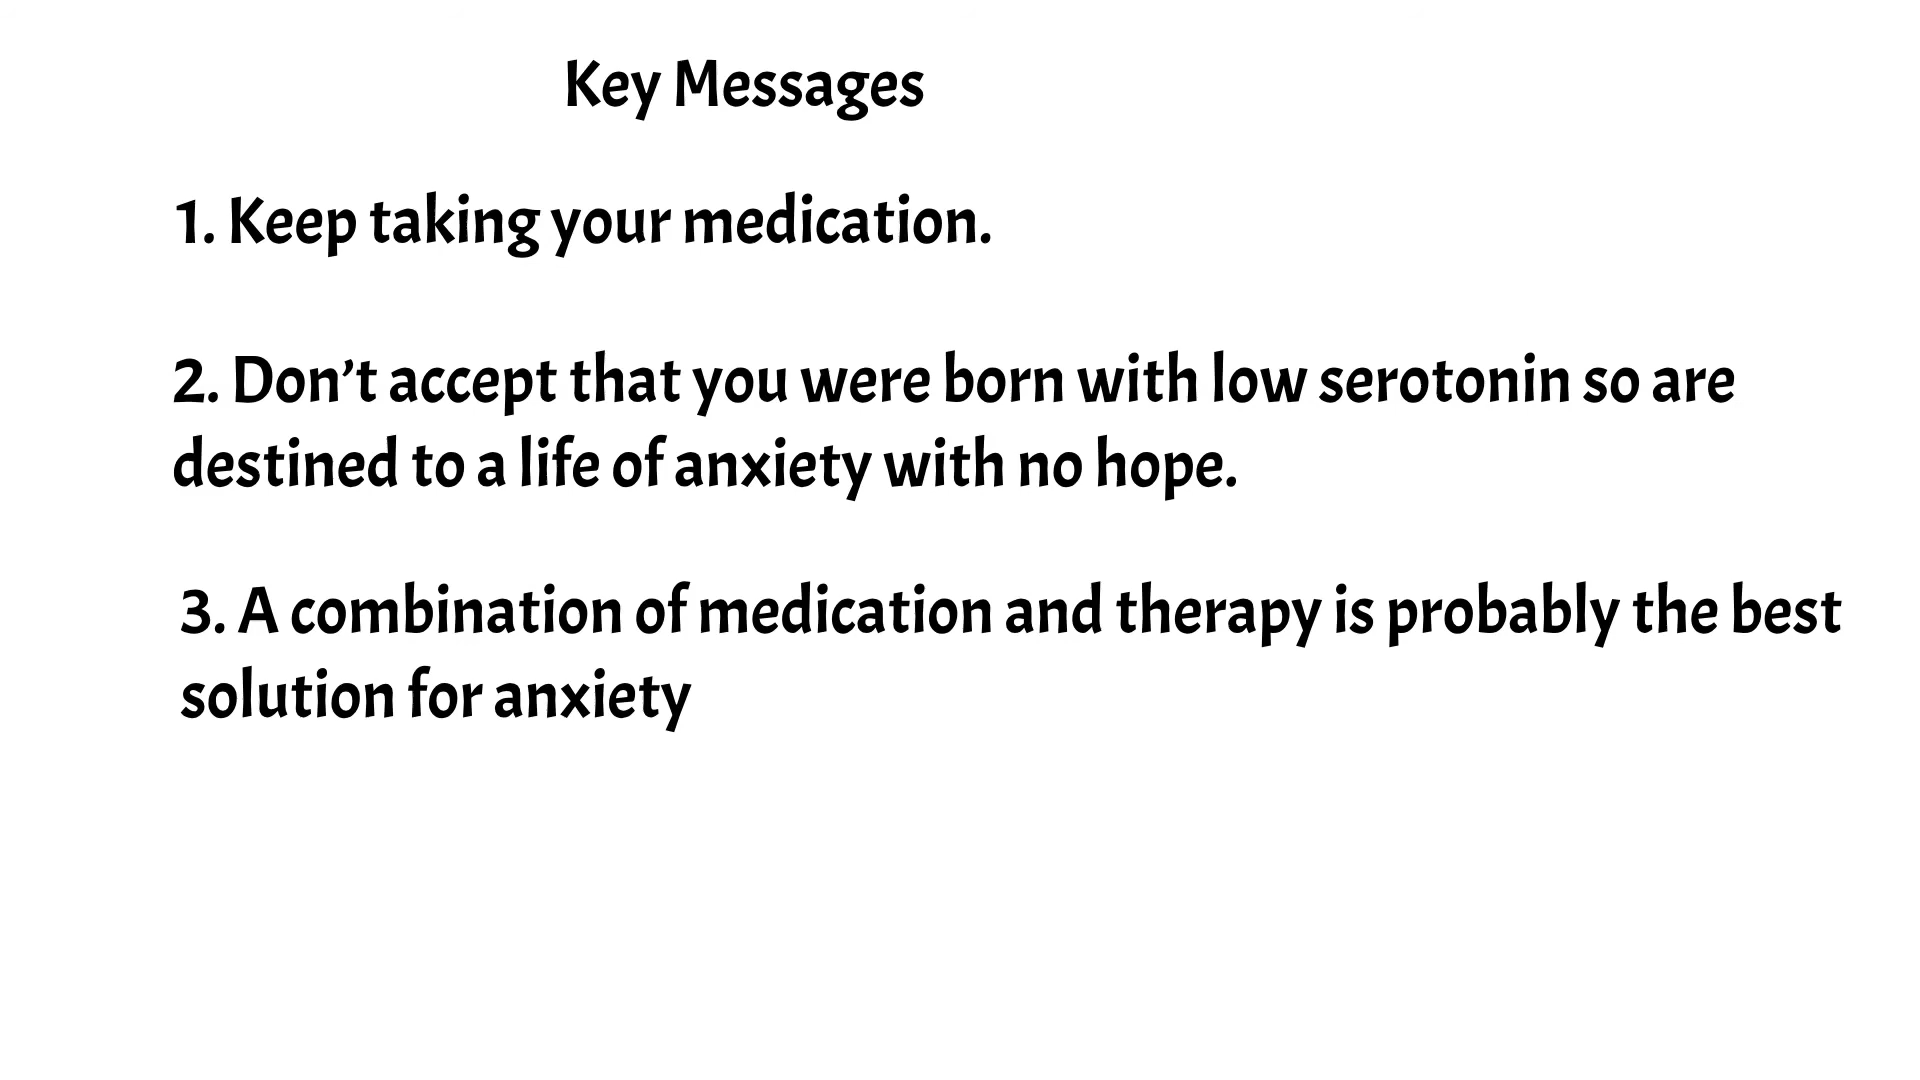 Key Messages
1. Keep taking your medication.
2. Don’t accept that you were born with low serotonin so are
destined to a life of anxiety with no hope.
3. A combination of medication and therapy is probably the best
solution for anxiety